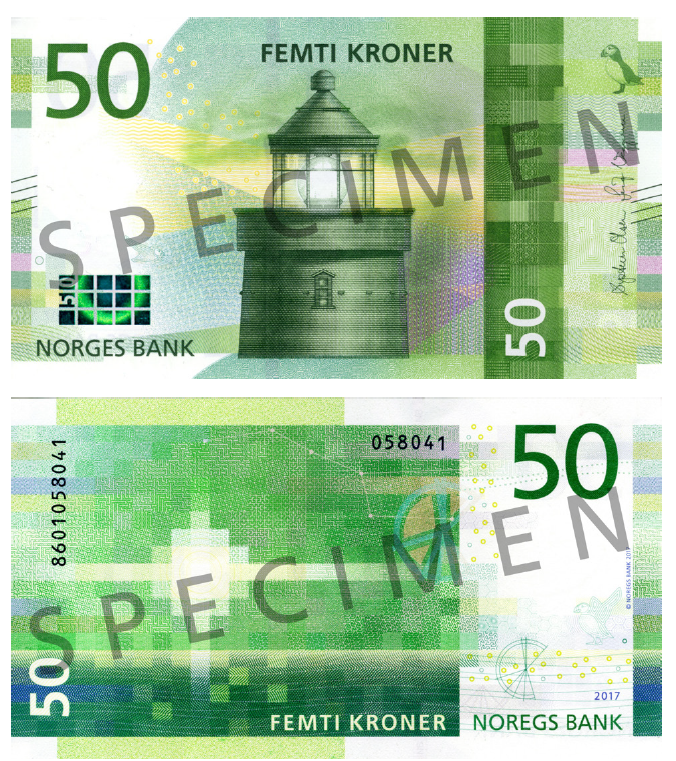 50
FEMTI KRONER
SPECIMEN
50
NORGES BANK
50
8601058041
058041
50
SPECIMEN
© NOREGS BANK 2017
2017
50
FEMTI KRONER
NOREGS BANK